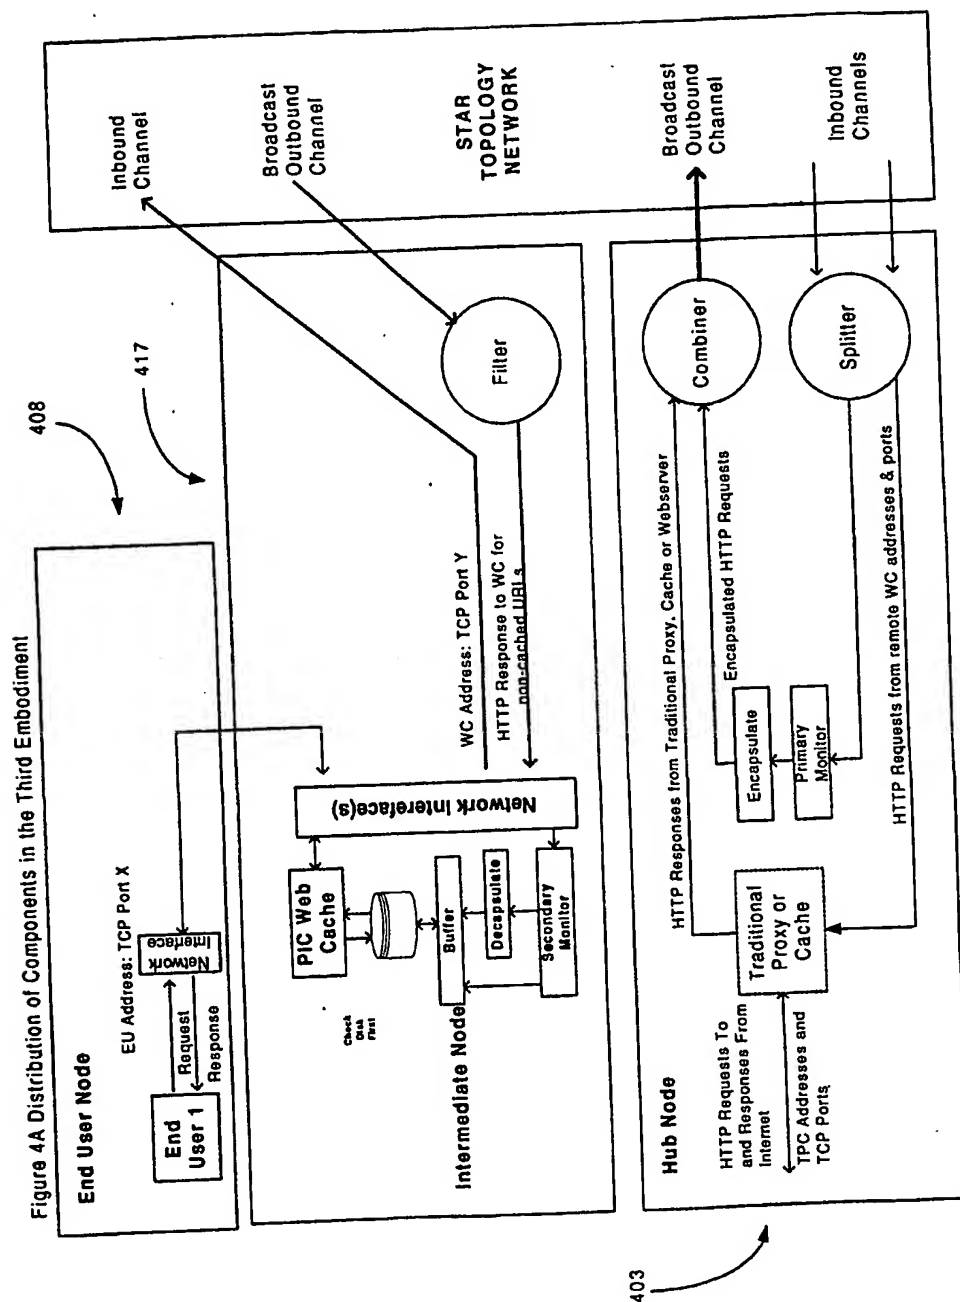 Figure 4A Distribution of Components in the Third Embodiment
408
417
End User Node
End
User 1
Request
Response
Network
Interface
EU Address: TCP Port X
Intermediate Node
Check
Disk
First
PIC Web
Cache
Buffer
Decapsulate
Secondary
Monitor
Network Intereface(s)
WC Address: TCP Port Y
HTTP Response to WC for
non-cached URLs
Filter
Inbound
Channel
Broadcast
Outbound
Channel
STAR
TOPOLOGY
NETWORK
Broadcast
Outbound
Channel
Inbound
Channels
Hub Node
HTTP Requests To
and Responses From
Internet
TPC Addresses and
TCP Ports
Traditional
Proxy or
Cache
HTTP Responses from Traditional Proxy, Cache or Webserver
Encapsulated HTTP Requests
Encapsulate
Primary
Monitor
HTTP Requests from remote WC addresses & ports
Combiner
Splitter
403